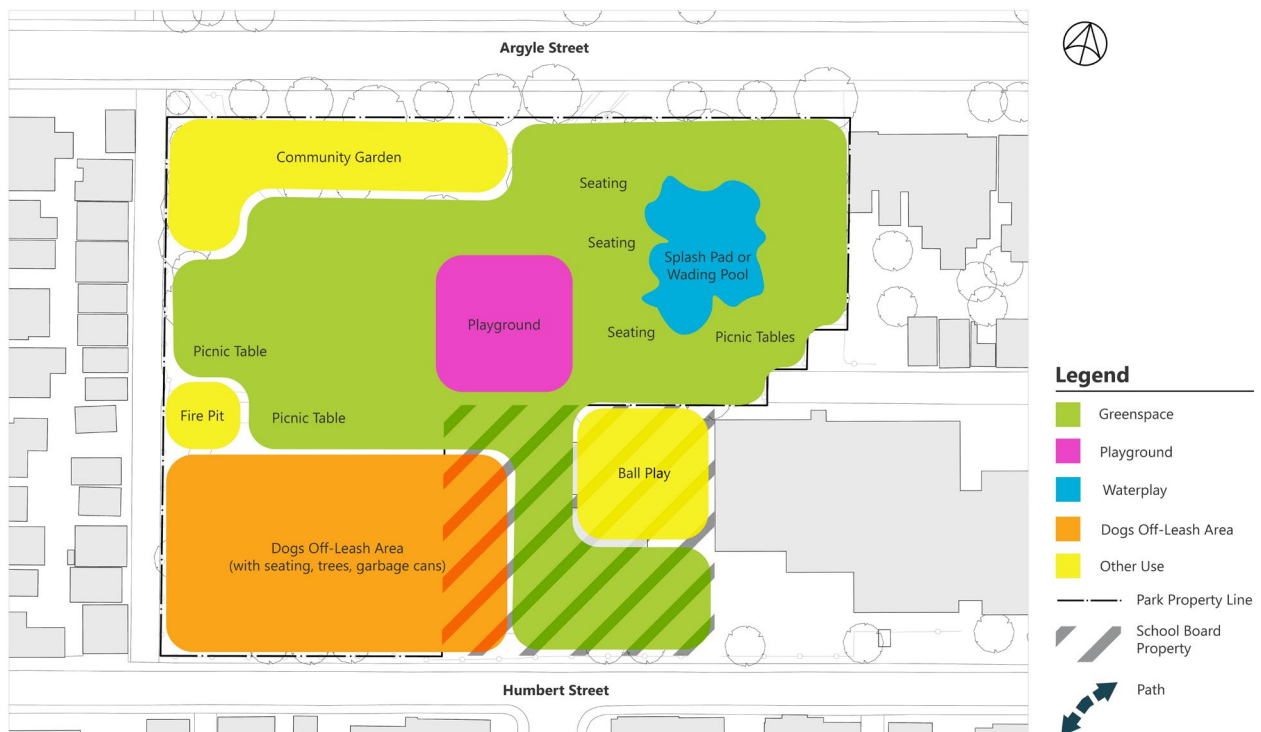 Argyle Street
Community Garden
Seating
Seating
Splash Pad or
Wading Pool
Playground
Seating
Picnic Tables
Picnic Table
Fire Pit
Picnic Table
Ball Play
Dogs Off-Leash Area
(with seating, trees, garbage cans)
Humbert Street
Legend
Greenspace
Playground
Waterplay
Dogs Off-Leash Area
Other Use
Park Property Line
School Board
Property
Path